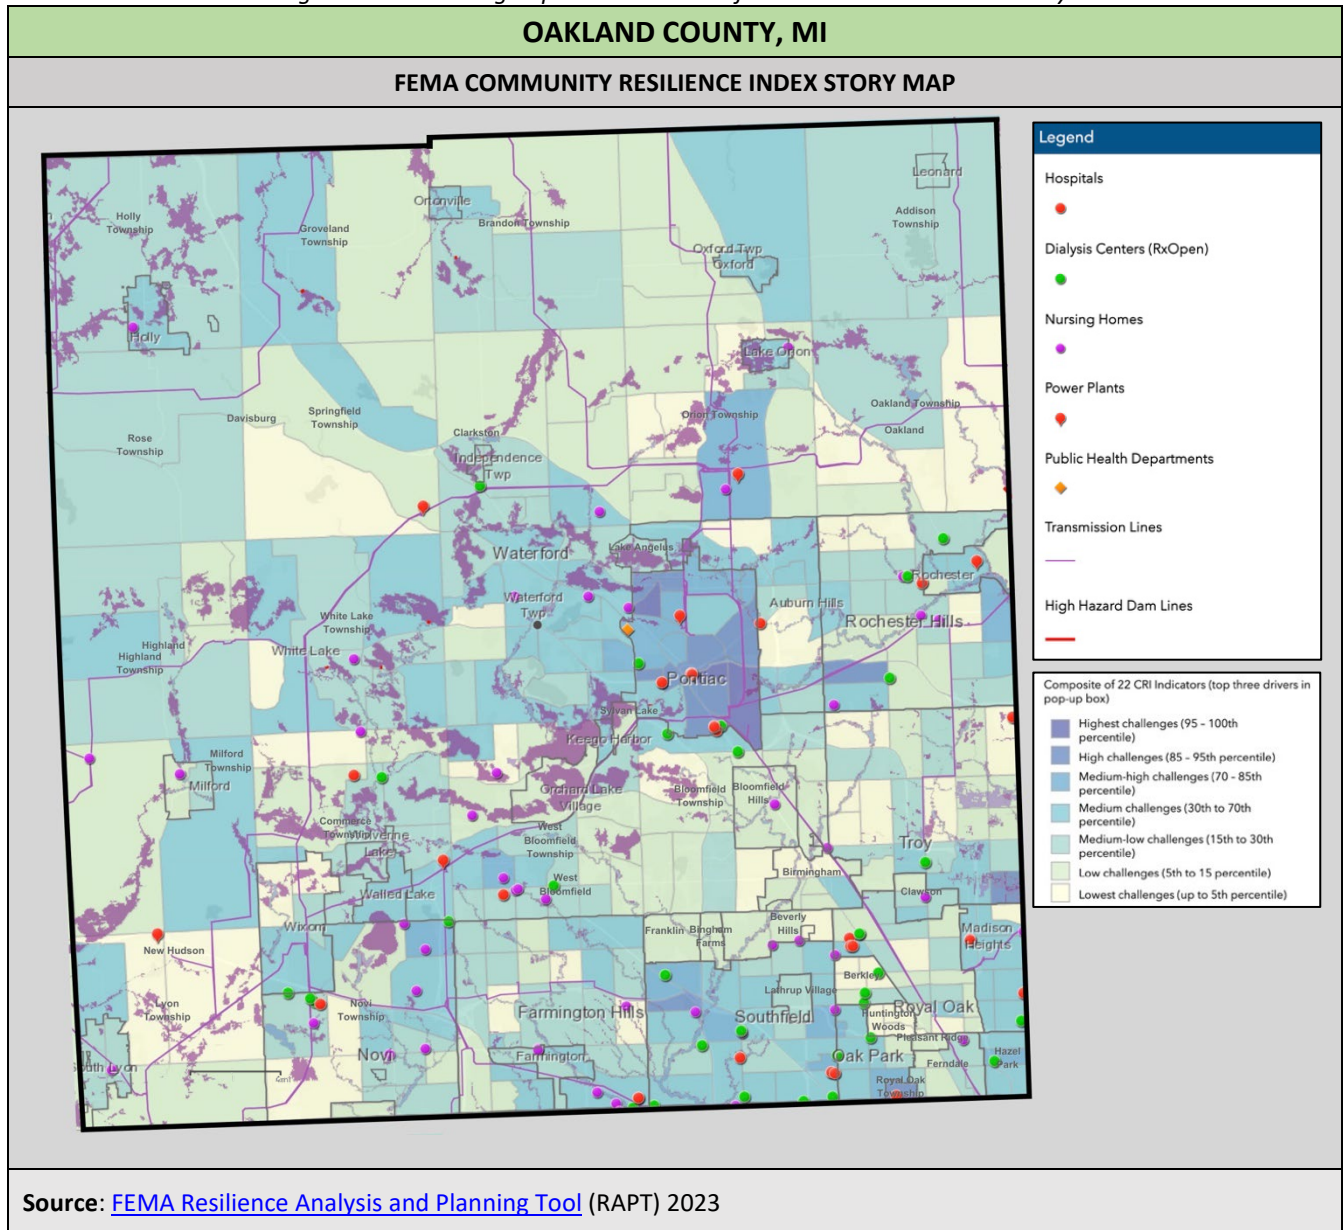 OAKLAND COUNTY, MI
FEMA COMMUNITY RESILIENCE INDEX STORY MAP
Leonard
Holly
Township
Groveland
Township
Ortonville
Brandon Township
Addison
Township
Oxford Twp
Oxford
Holly
Lake Orion
Rose
Township
Davisburg
Springfield
Township
Clarkston
Independence
Twp
Orion Township
Oakland Township
Oakland
Waterford
Lake Angelus
Rochester
Waterford
Twp
Auburn Hills
Rochester Hills
White Lake
Township
White Lake
Highland
Highland
Township
Pontiac
Sylvan Lake
Keego Harbor
Milford
Township
Milford
Orchard Lake
Village
Bloomfield
Township
Bloomfield
Hills
Commerce
Township
Wolverine
Lake
West
Bloomfield
Township
Troy
Birmingham
Walled Lake
West
Bloomfield
Clawson
Wixom
Franklin
Bingham
Farms
Beverly
Hills
Madison
Heights
New Hudson
Berkley
Lathrup Village
Lyon
Township
Novi
Township
Farmington Hills
Southfield
Huntington
Woods
Royal Oak
Pleasant Ridge
Novi
Farmington
Oak Park
Ferndale
Hazel
Park
South Lyon
Royal Oak
Township
Legend
Hospitals
Dialysis Centers (RxOpen)
Nursing Homes
Power Plants
Public Health Departments
Transmission Lines
High Hazard Dam Lines
Composite of 22 CRI Indicators (top three drivers in
pop-up box)
Highest challenges (95 - 100th
percentile)
High challenges (85 - 95th percentile)
Medium-high challenges (70 - 85th
percentile)
Medium challenges (30th to 70th
percentile)
Medium-low challenges (15th to 30th
percentile)
Low challenges (5th to 15 percentile)
Lowest challenges (up to 5th percentile)
Source: FEMA Resilience Analysis and Planning Tool (RAPT) 2023